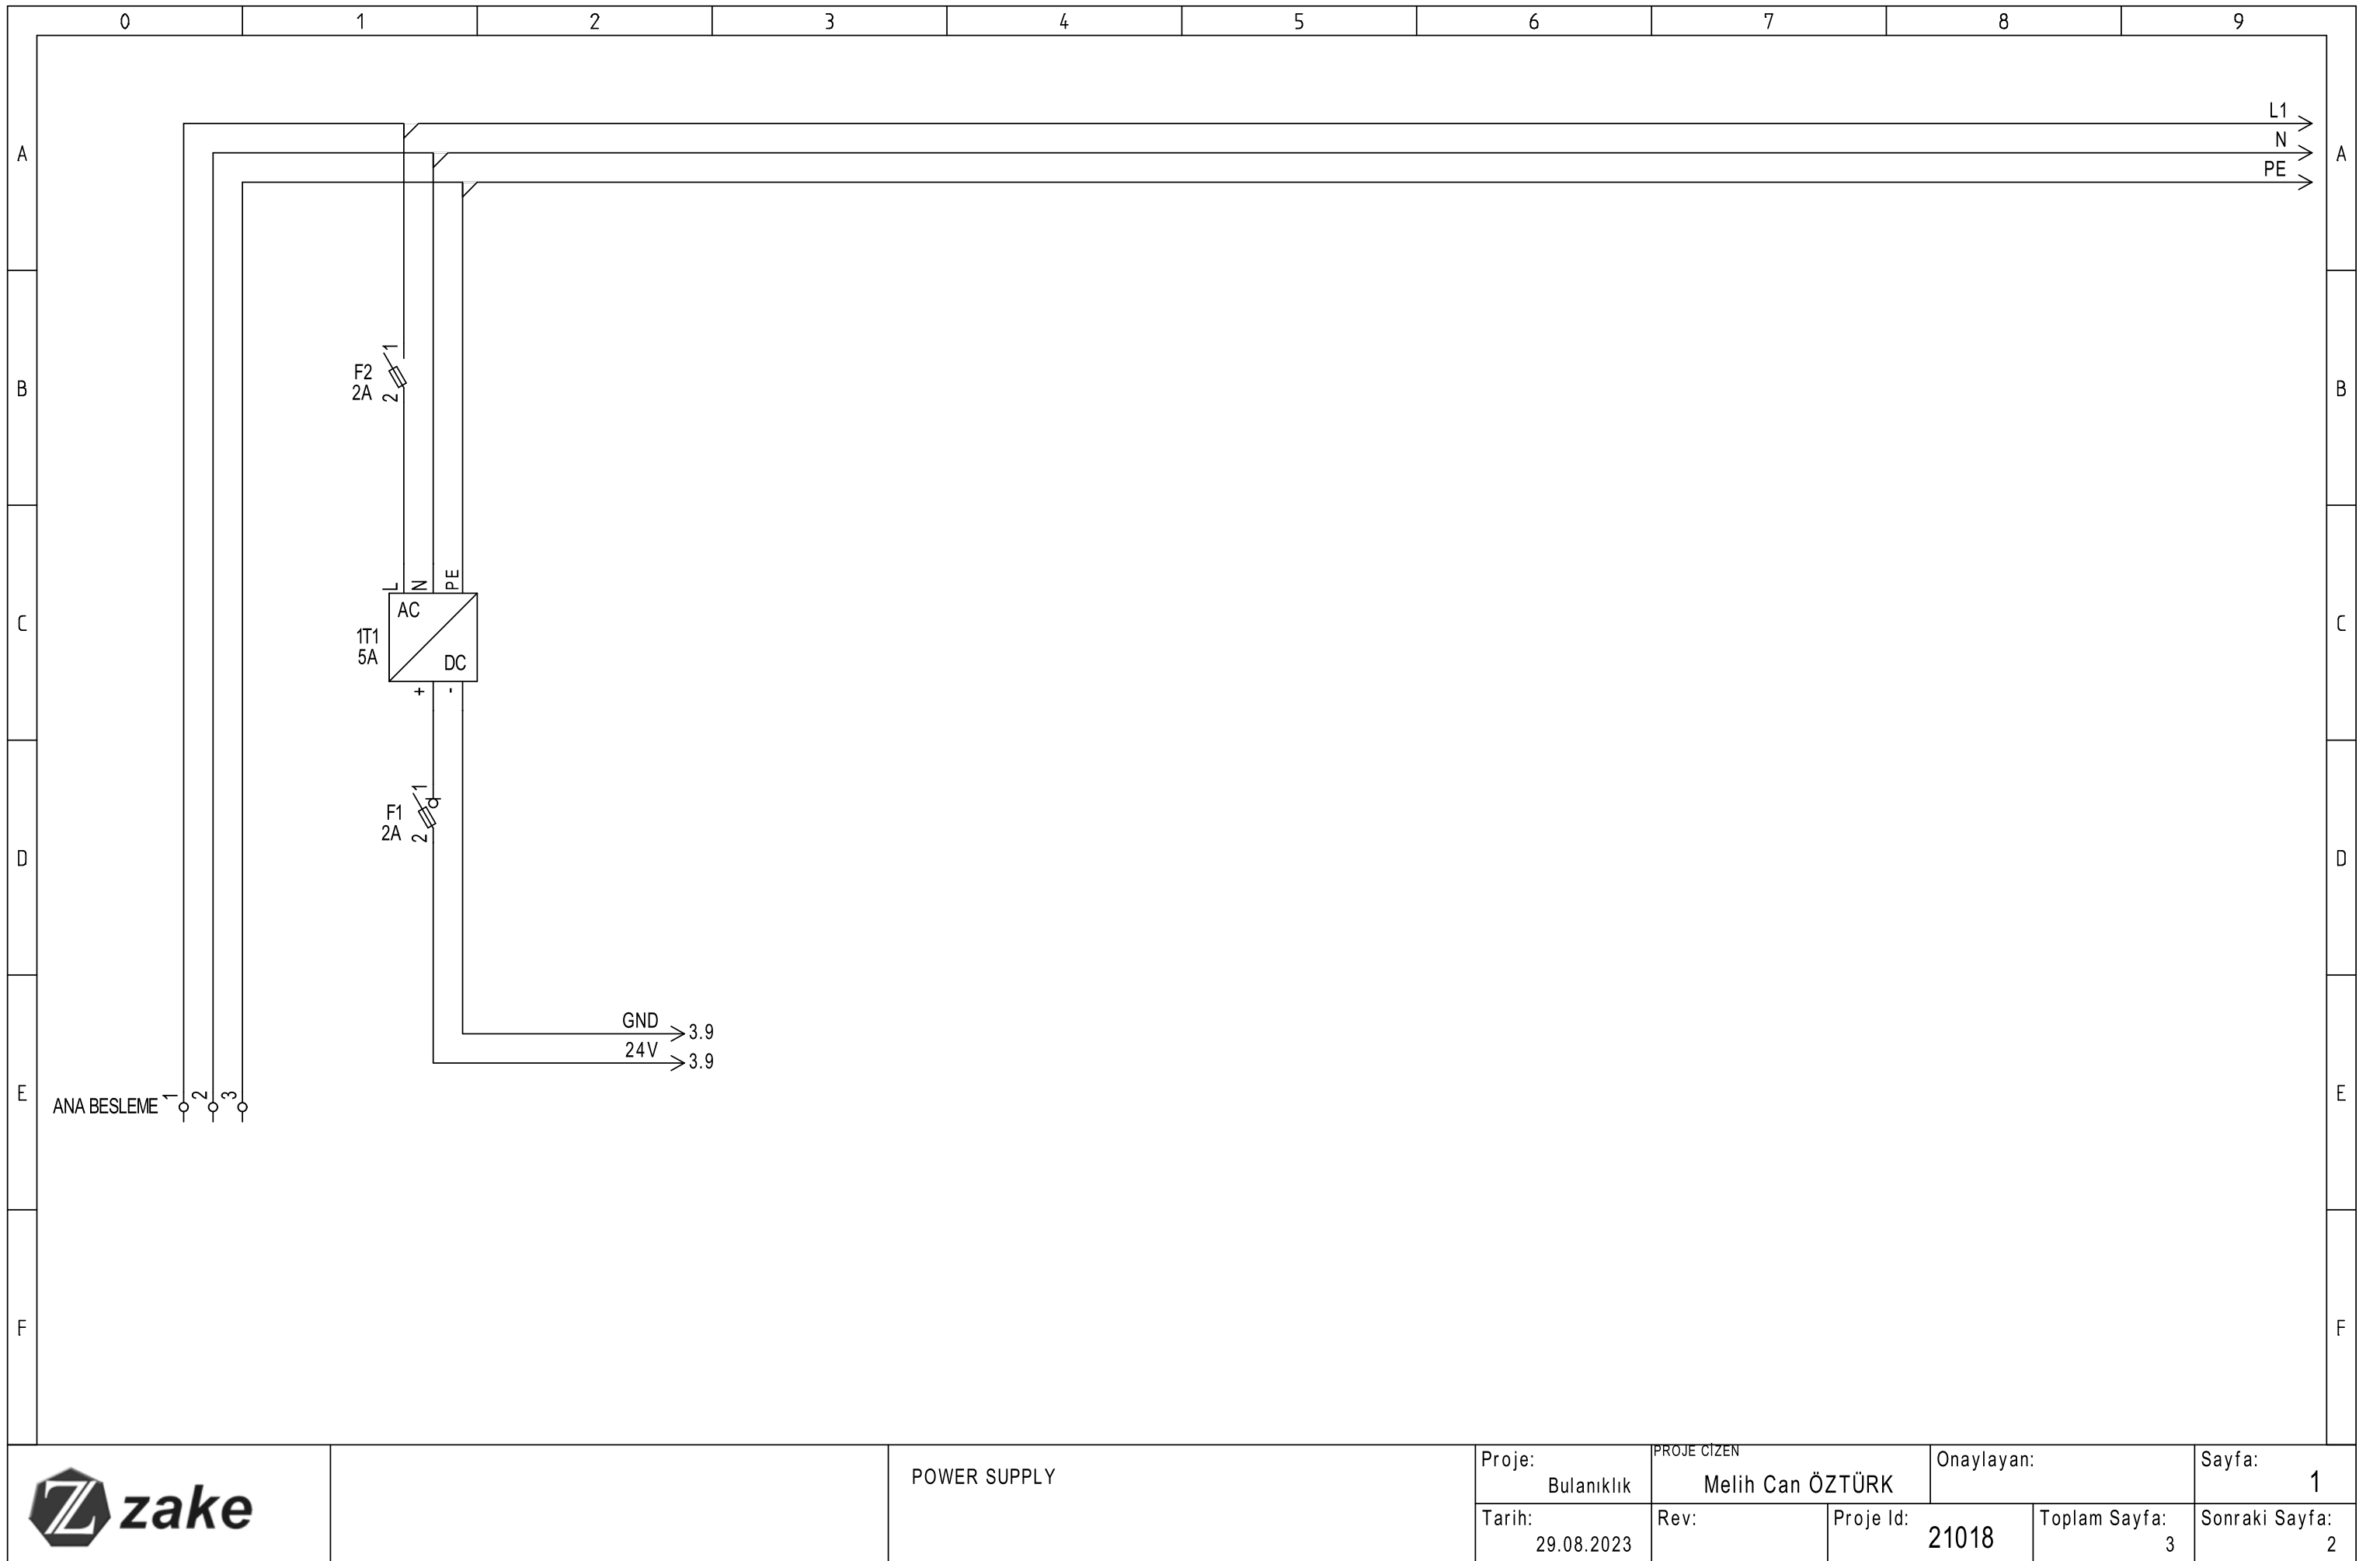 0 1 2 3 4 5 6 7 8 9
L1
A N A
PE
1
F2
B 2A B
2
L N PE
AC
C 1T1 C
5A DC
+ -
1
F1
2A
2
D D
GND 3.9
24V 3.9
E E
ANA BESLEME 1 2 3
F F
zake
POWER SUPPLY
Proje: PROJE CİZEN Onaylayan: Sayfa:
Bulanıklık Melih Can ÖZTÜRK 1
Tarih: Rev: Proje Id: Toplam Sayfa: Sonraki Sayfa:
29.08.2023 21018 3 2